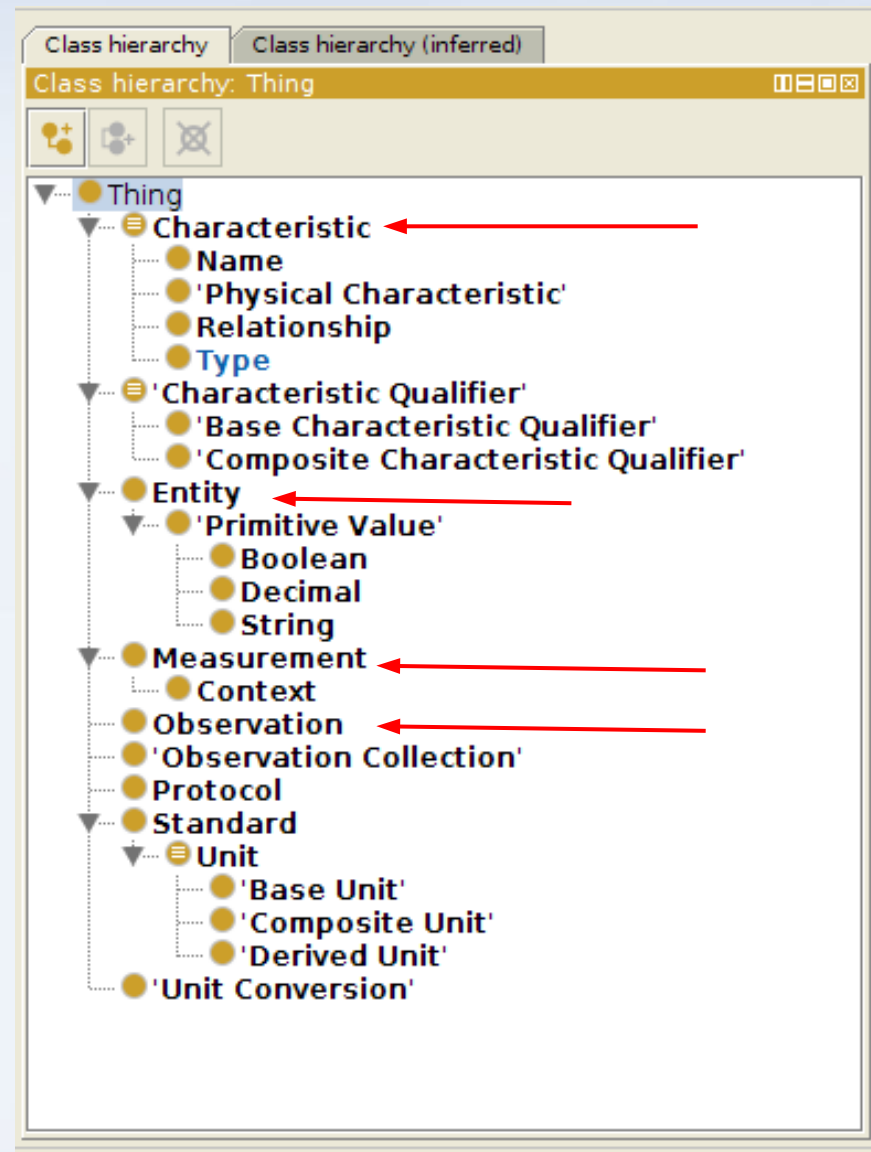 Class hierarchy Class hierarchy (inferred)
Class hierarchy: Thing
Thing
Characteristic
Name
'Physical Characteristic'
Relationship
Type
'Characteristic Qualifier'
'Base Characteristic Qualifier'
'Composite Characteristic Qualifier'
Entity
'Primitive Value'
Boolean
Decimal
String
Measurement
Context
Observation
'Observation Collection'
Protocol
Standard
Unit
'Base Unit'
'Composite Unit'
'Derived Unit'
'Unit Conversion'